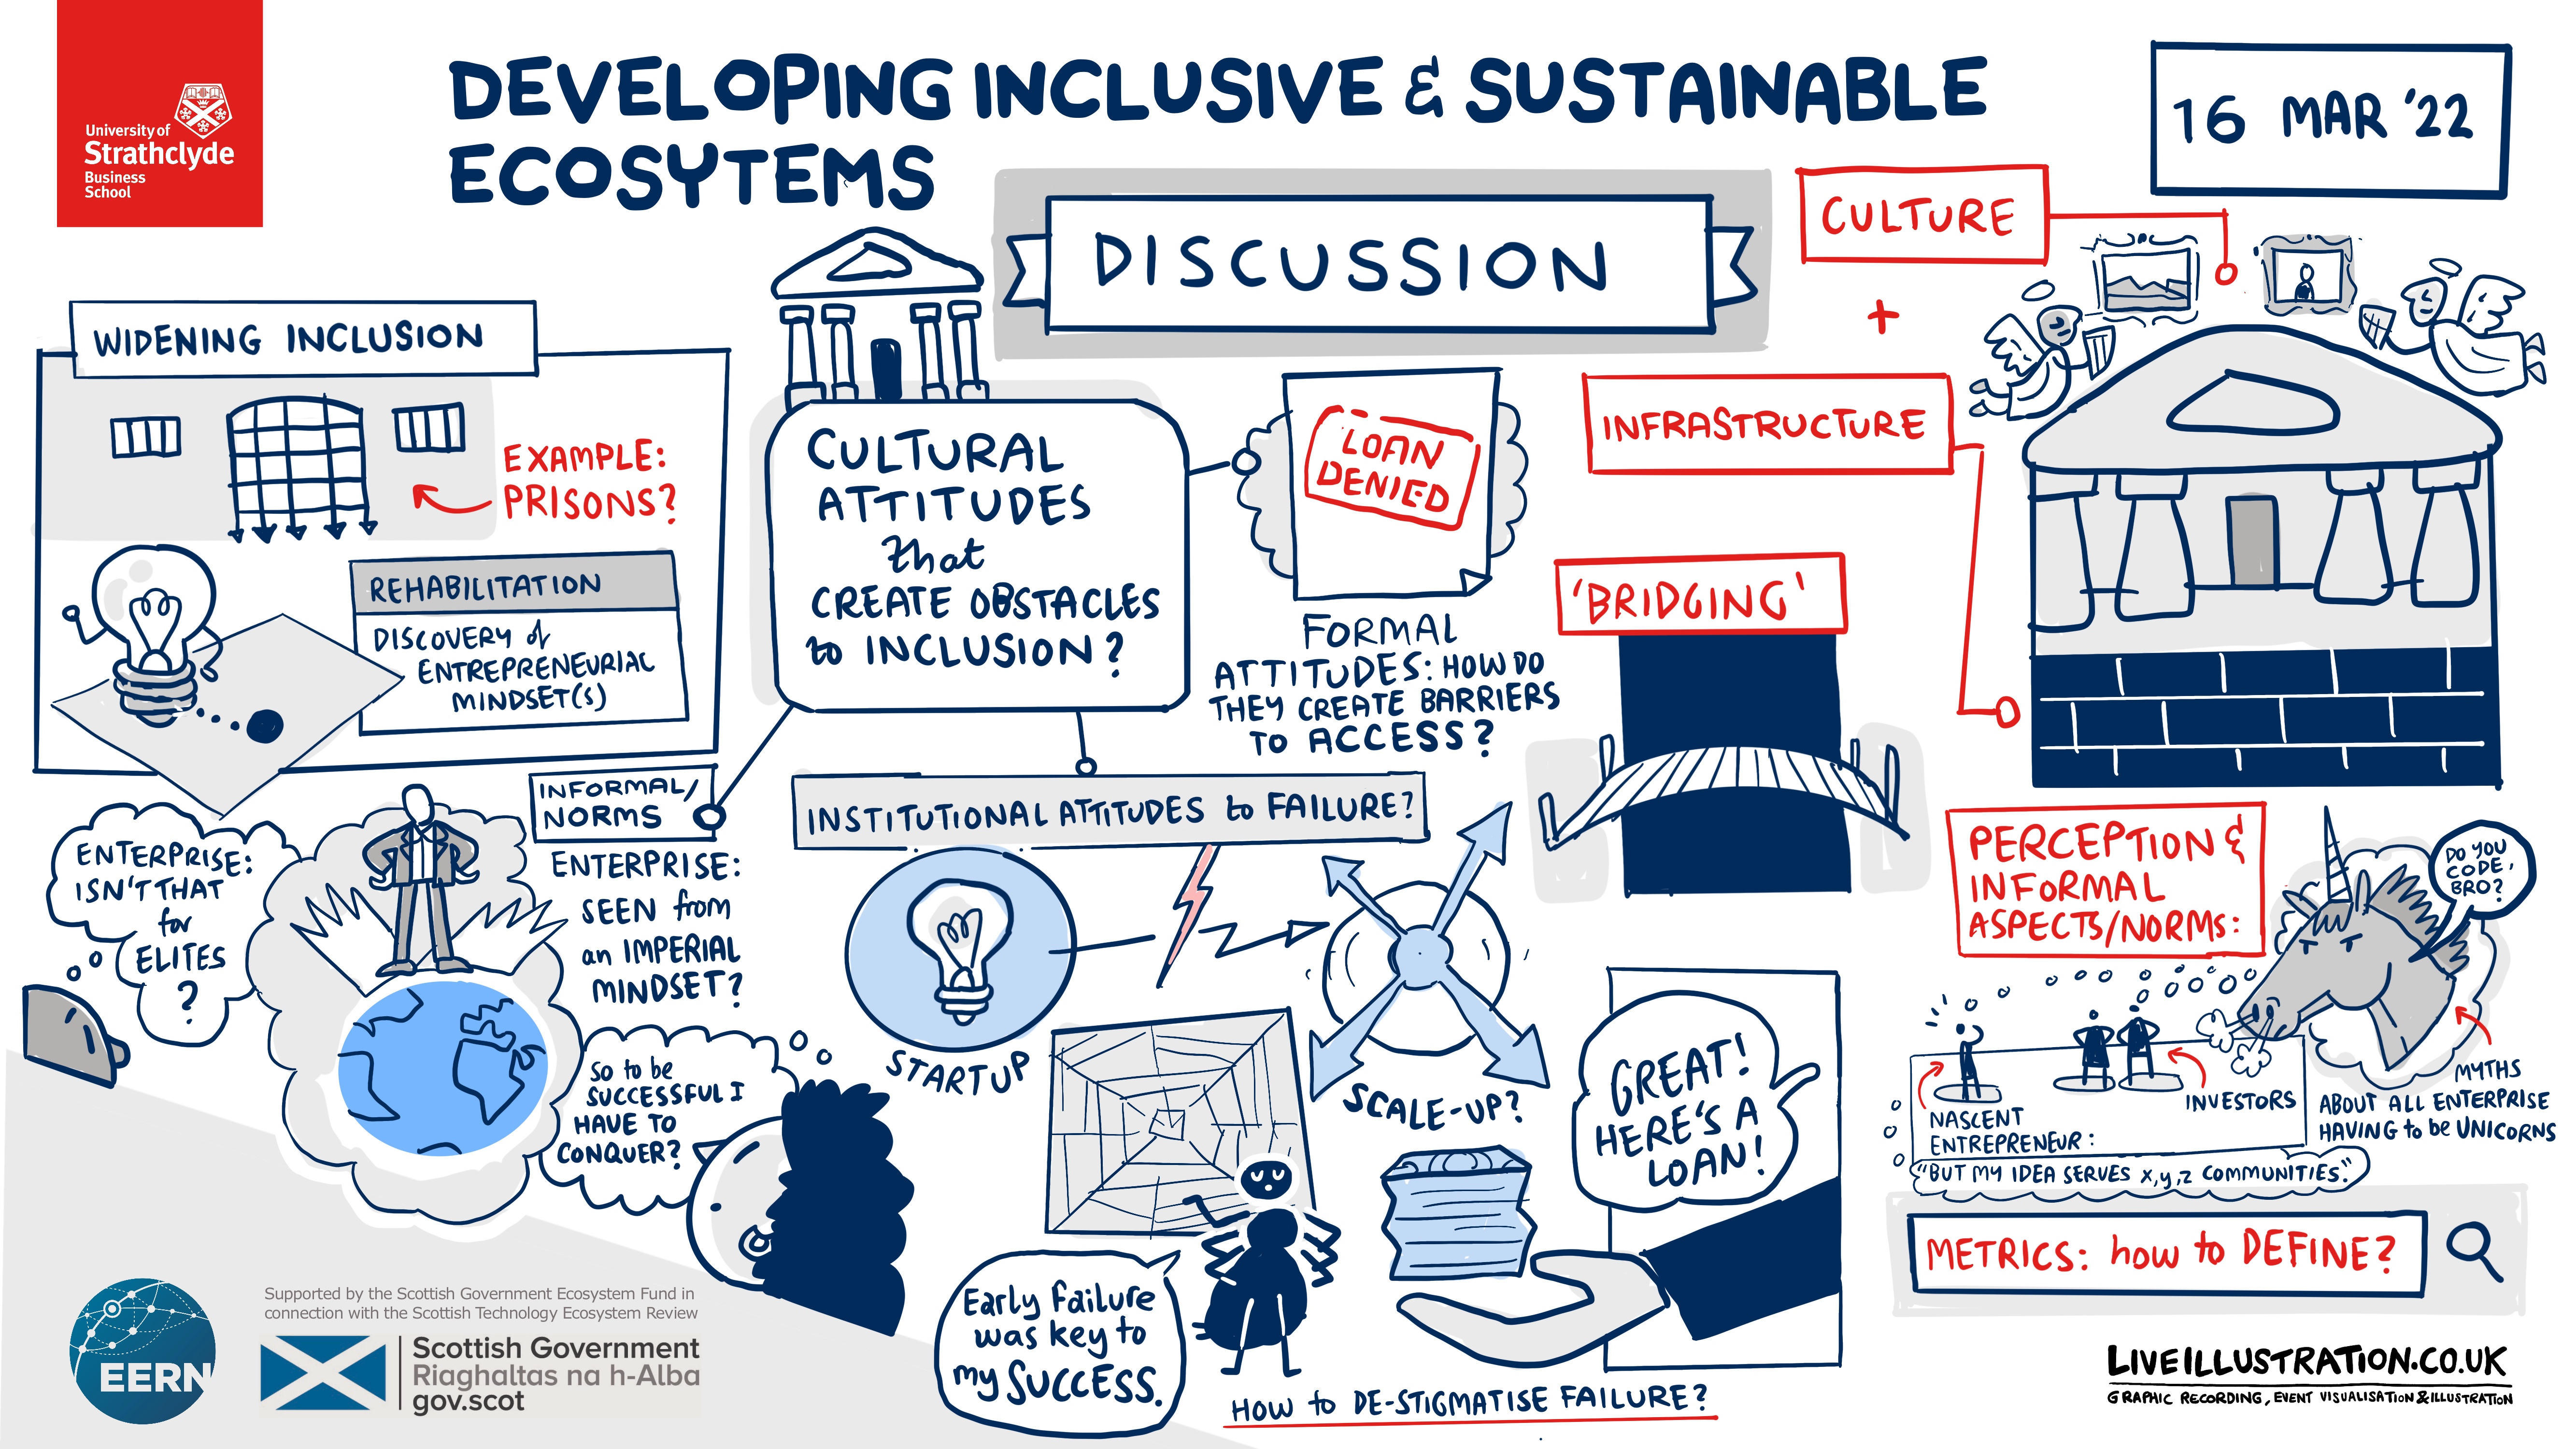 University of
Strathclyde
Business
School
DEVELOPING INCLUSIVE & SUSTAINABLE
ECOSYTEMS
16 MAR '22
DISCUSSION
CULTURE
+
INFRASTRUCTURE
WIDENING INCLUSION
EXAMPLE:
PRISONS?
REHABILITATION
DISCOVERY of
ENTREPRENEURIAL
MINDSET(S)
CULTURAL
ATTITUDES
that
CREATE OBSTACLES
to INCLUSION?
LOAN
DENIED
FORMAL
ATTITUDES: HOW DO
THEY CREATE BARRIERS
TO ACCESS?
'BRIDGING'
INFORMAL/
NORMS
ENTERPRISE:
SEEN from
an IMPERIAL
MINDSET?
ENTERPRISE:
ISN'T THAT
for
ELITES
?
So to be
SUCCESSFUL I
HAVE TO
CONQUER?
INSTITUTIONAL ATTITUDES to FAILURE?
STARTUP
SCALE-UP?
GREAT!
HERE'S A
LOAN!
Early failure
was key to
my SUCCESS.
HOW to DE-STIGMATISE FAILURE?
PERCEPTION &
INFORMAL
ASPECTS/NORMS:
DO YOU
CODE,
BRO?
NASCENT
ENTREPRENEUR:
INVESTORS
"BUT MY IDEA SERVES x,y,z COMMUNITIES."
MYTHS
ABOUT ALL ENTERPRISE
HAVING to be UNICORNS
METRICS: how to DEFINE?
EERN
Supported by the Scottish Government Ecosystem Fund in
connection with the Scottish Technology Ecosystem Review
Scottish Government
Riaghaltas na h-Alba
gov.scot
LIVEILLUSTRATION.CO.UK
GRAPHIC RECORDING, EVENT VISUALISATION & ILLUSTRATION